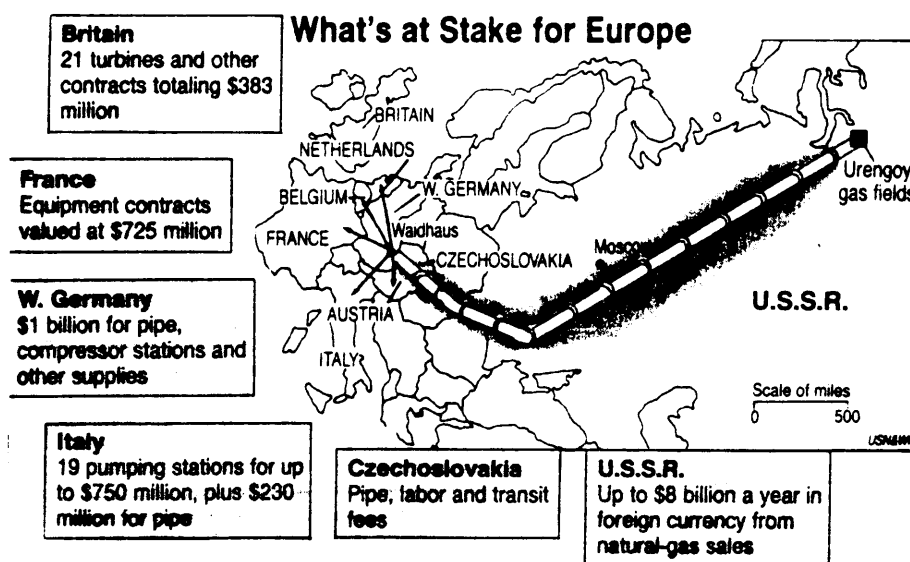 What's at Stake for Europe
Britain
21 turbines and other
contracts totaling $383
million
France
Equipment contracts
valued at $725 million
W. Germany
$1 billion for pipe,
compressor stations and
other supplies
Italy
19 pumping stations for up
to $750 million, plus $230
million for pipe
Czechoslovakia
Pipe, labor and transit
fees
U.S.S.R.
Up to $8 billion a year in
foreign currency from
natural-gas sales
BRITAIN
NETHERLANDS
BELGIUM
W. GERMANY
FRANCE
Waidhaus
CZECHOSLOVAKIA
AUSTRIA
ITALY
Moscow
Urengoy
gas fields
U.S.S.R.
Scale of miles
0 500